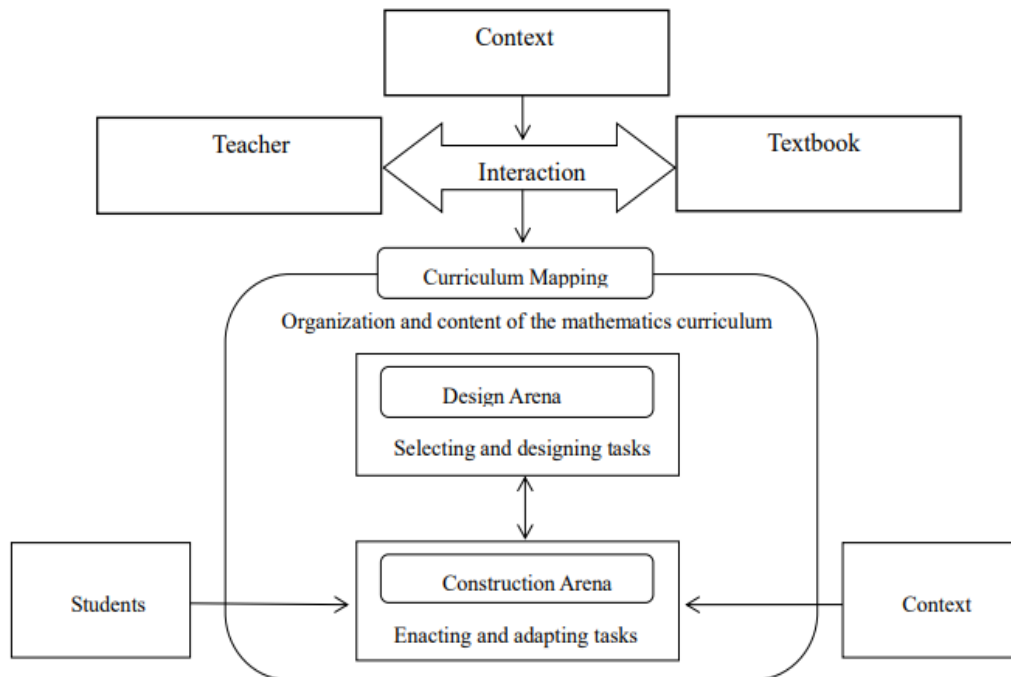 Context
Teacher
Textbook
Interaction
Curriculum Mapping
Organization and content of the mathematics curriculum
Design Arena
Selecting and designing tasks
Students
Construction Arena
Context
Enacting and adapting tasks